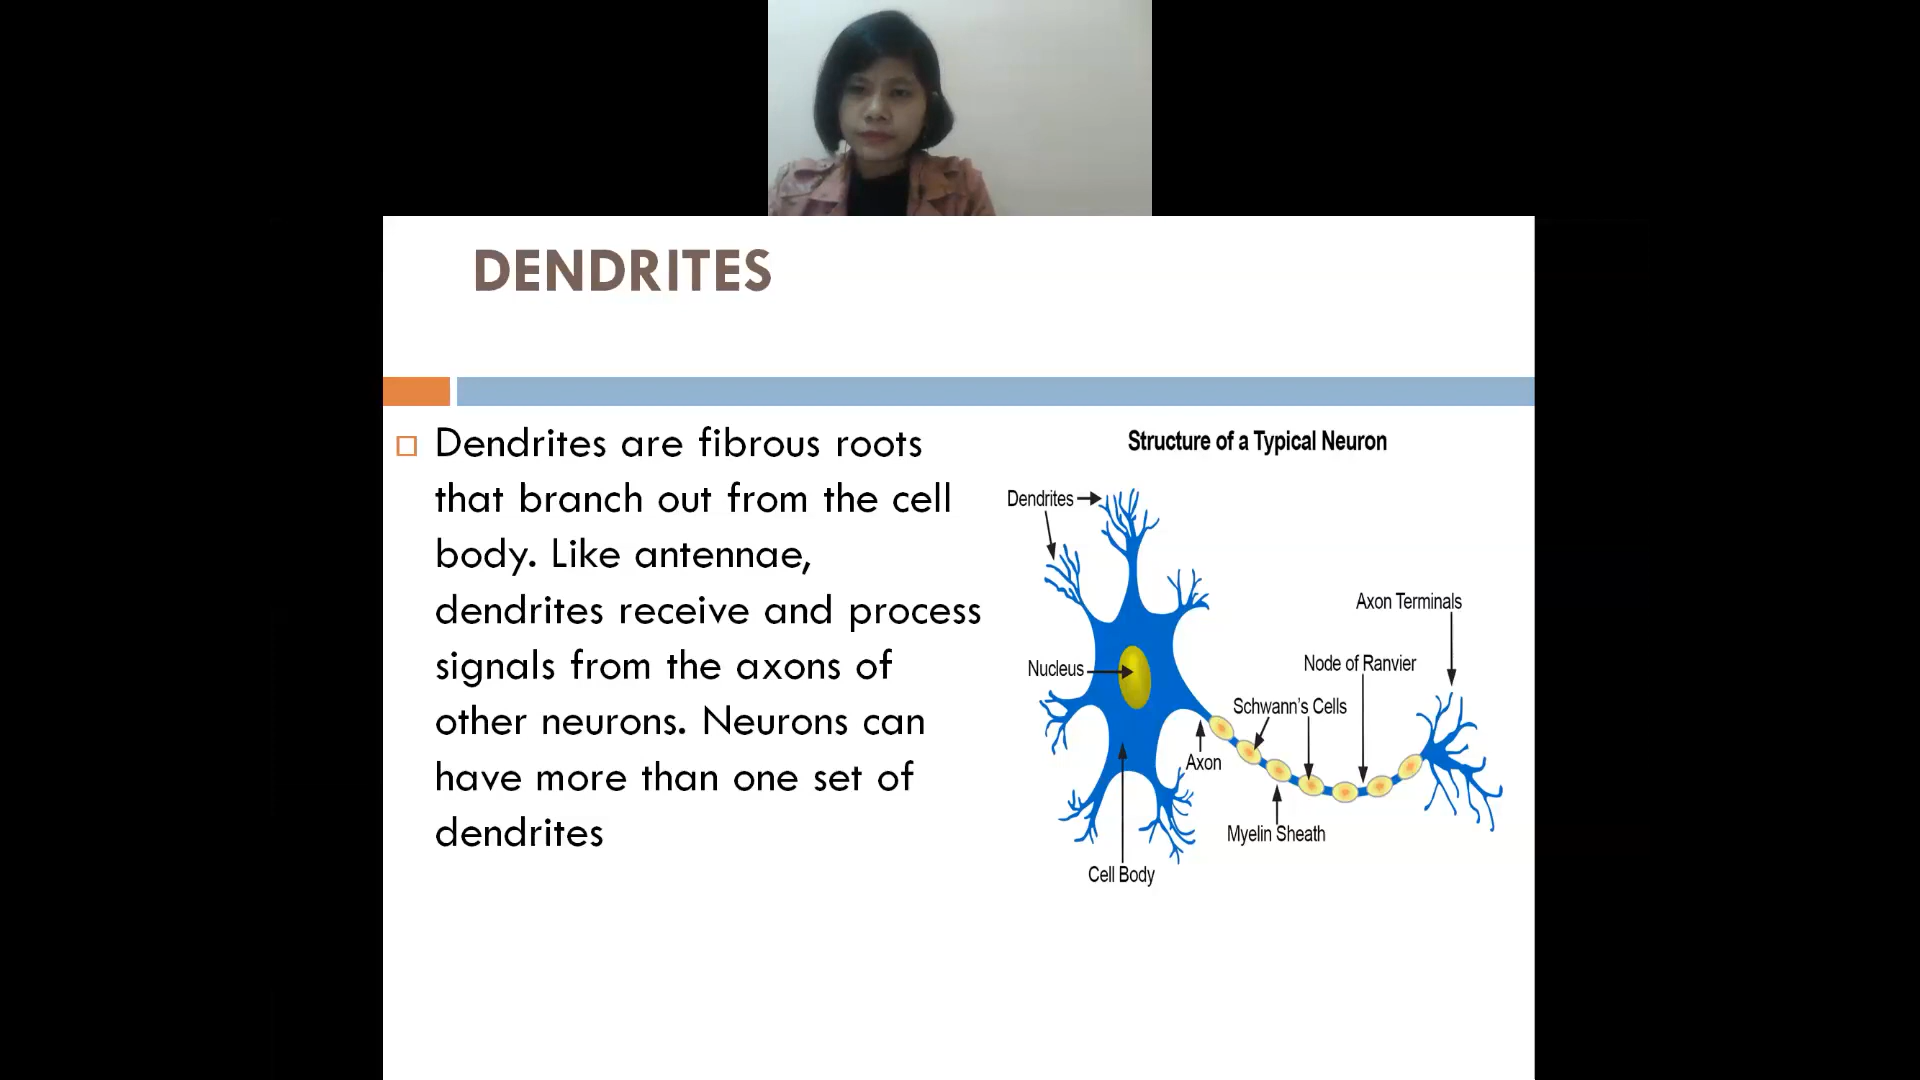 DENDRITES
Dendrites are fibrous roots
that branch out from the cell
body. Like antennae,
dendrites receive and process
signals from the axons of
other neurons. Neurons can
have more than one set of
dendrites
Structure of a Typical Neuron
Dendrites
Axon Terminals
Node of Ranvier
Nucleus
Schwann's Cells
Axon
Myelin Sheath
Cell Body